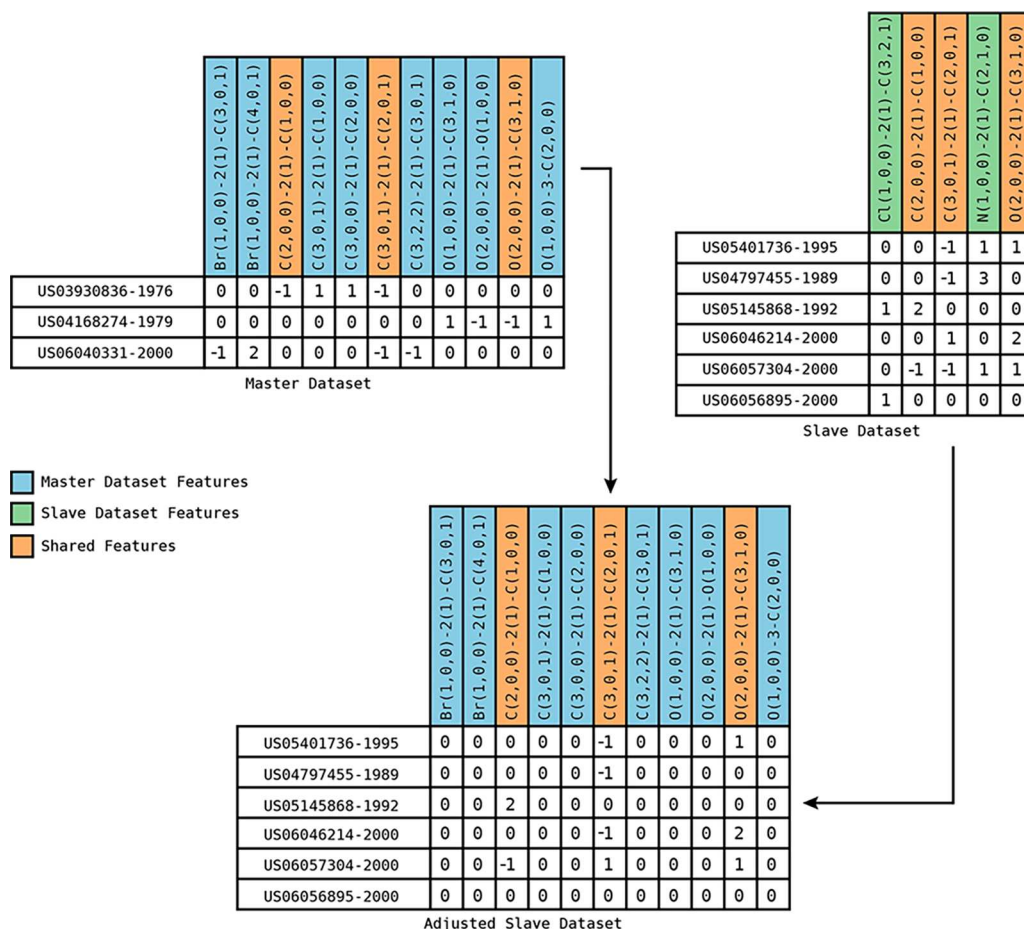 Br(1,0,0)-2(1)-C(3,0,1)
Br(1,0,0)-2(1)-C(4,0,1)
C(2,0,0)-2(1)-C(1,0,0)
C(3,0,1)-2(1)-C(1,0,0)
C(3,0,0)-2(1)-C(2,0,0)
C(3,0,1)-2(1)-C(2,0,1)
C(3,2,2)-2(1)-C(3,0,1)
O(1,0,0)-2(1)-C(3,1,0)
O(2,0,0)-2(1)-O(1,0,0)
O(2,0,0)-2(1)-C(3,1,0)
O(1,0,0)-3-C(2,0,0)
US03930836-1976 0 0 -1 1 1 -1 0 0 0 0 0
US04168274-1979 0 0 0 0 0 0 0 1 -1 -1 1
US06040331-2000 -1 2 0 0 0 -1 -1 0 0 0 0
Master Dataset
Cl(1,0,0)-2(1)-C(3,2,1)
C(2,0,0)-2(1)-C(1,0,0)
C(3,0,1)-2(1)-C(2,0,1)
N(1,0,0)-2(1)-C(2,1,0)
O(2,0,0)-2(1)-C(3,1,0)
US05401736-1995 0 0 -1 1 1
US04797455-1989 0 0 -1 3 0
US05145868-1992 1 2 0 0 0
US06046214-2000 0 0 1 0 2
US06057304-2000 0 -1 -1 1 1
US06056895-2000 1 0 0 0 0
Slave Dataset
Master Dataset Features
Slave Dataset Features
Shared Features
Br(1,0,0)-2(1)-C(3,0,1)
Br(1,0,0)-2(1)-C(4,0,1)
C(2,0,0)-2(1)-C(1,0,0)
C(3,0,1)-2(1)-C(1,0,0)
C(3,0,0)-2(1)-C(2,0,0)
C(3,0,1)-2(1)-C(2,0,1)
C(3,2,2)-2(1)-C(3,0,1)
O(1,0,0)-2(1)-C(3,1,0)
O(2,0,0)-2(1)-O(1,0,0)
O(2,0,0)-2(1)-C(3,1,0)
O(1,0,0)-3-C(2,0,0)
US05401736-1995 0 0 0 0 0 -1 0 0 0 1 0
US04797455-1989 0 0 0 0 0 -1 0 0 0 0 0
US05145868-1992 0 0 2 0 0 0 0 0 0 0 0
US06046214-2000 0 0 0 0 0 -1 0 0 0 2 0
US06057304-2000 0 0 -1 0 0 1 0 0 0 1 0
US06056895-2000 0 0 0 0 0 0 0 0 0 0 0
Adjusted Slave Dataset